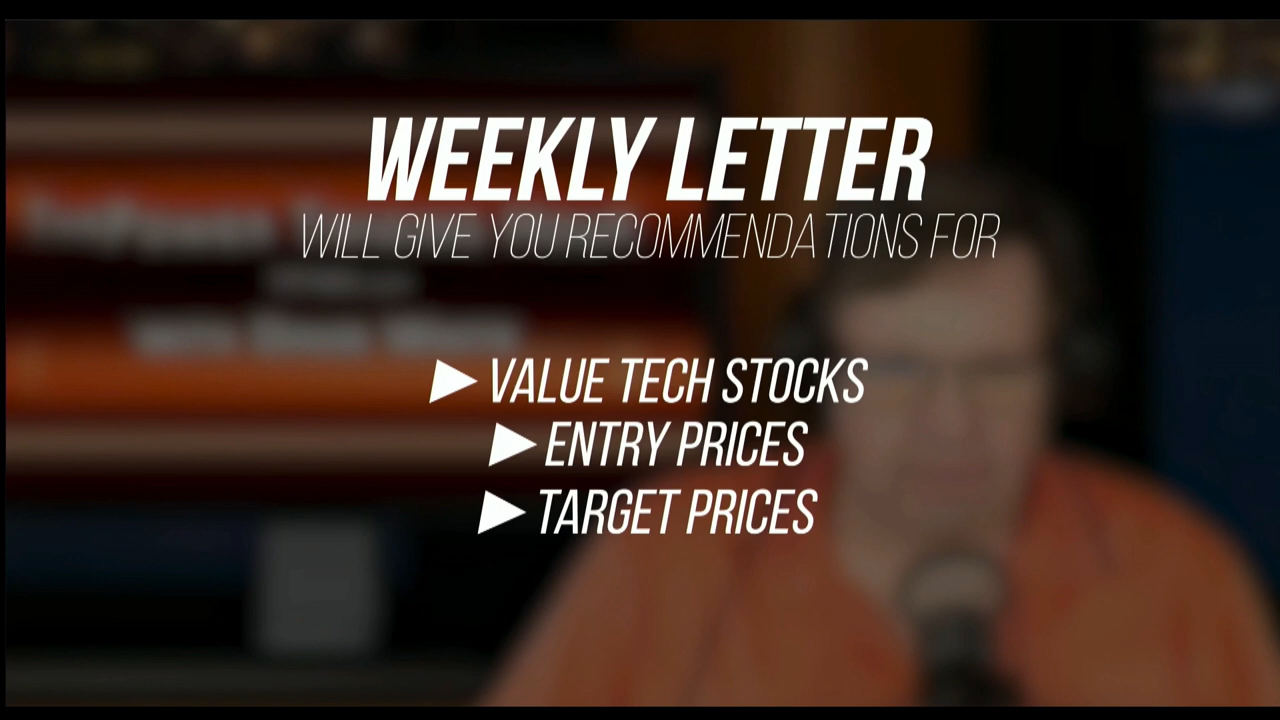 WEEKLY LETTER
WILL GIVE YOU RECOMMENDATIONS FOR
▶ VALUE TECH STOCKS
▶ ENTRY PRICES
▶ TARGET PRICES